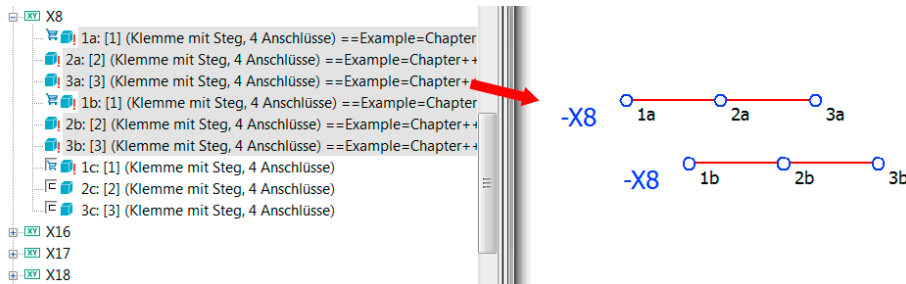 X8
1a: [1] (Klemme mit Steg, 4 Anschlüsse) ==Example=Chapter
2a: [2] (Klemme mit Steg, 4 Anschlüsse) ==Example=Chapter++
3a: [3] (Klemme mit Steg, 4 Anschlüsse) ==Example=Chapter++
1b: [1] (Klemme mit Steg, 4 Anschlüsse) ==Example=Chapter
2b: [2] (Klemme mit Steg, 4 Anschlüsse) ==Example=Chapter++
3b: [3] (Klemme mit Steg, 4 Anschlüsse) ==Example=Chapter++
1c: [1] (Klemme mit Steg, 4 Anschlüsse)
2c: [2] (Klemme mit Steg, 4 Anschlüsse)
3c: [3] (Klemme mit Steg, 4 Anschlüsse)
XY X16
XY X17
XY X18
-X8 1a 2a 3a
-X8 1b 2b 3b